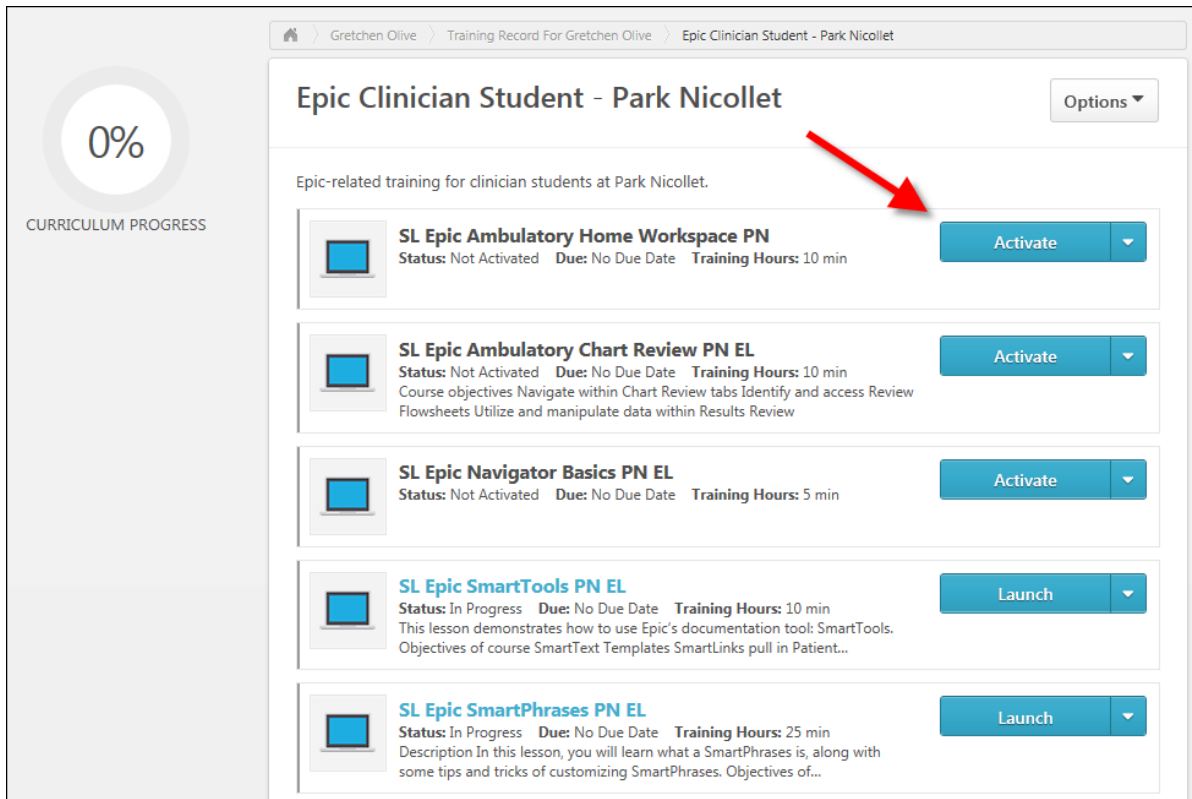 Gretchen Olive
Training Record For Gretchen Olive
Epic Clinician Student - Park Nicollet
0%
CURRICULUM PROGRESS
Epic Clinician Student - Park Nicollet
Options
Epic-related training for clinician students at Park Nicollet.
SL Epic Ambulatory Home Workspace PN
Status: Not Activated Due: No Due Date Training Hours: 10 min
Activate
SL Epic Ambulatory Chart Review PN EL
Status: Not Activated Due: No Due Date Training Hours: 10 min
Course objectives Navigate within Chart Review tabs Identify and access Review
Flowsheets Utilize and manipulate data within Results Review
Activate
SL Epic Navigator Basics PN EL
Status: Not Activated Due: No Due Date Training Hours: 5 min
Activate
SL Epic SmartTools PN EL
Status: In Progress Due: No Due Date Training Hours: 10 min
This lesson demonstrates how to use Epic's documentation tool: SmartTools.
Objectives of course SmartText Templates SmartLinks pull in Patient...
Launch
SL Epic SmartPhrases PN EL
Status: In Progress Due: No Due Date Training Hours: 25 min
Description In this lesson, you will learn what a SmartPhrases is, along with
some tips and tricks of customizing SmartPhrases. Objectives of...
Launch